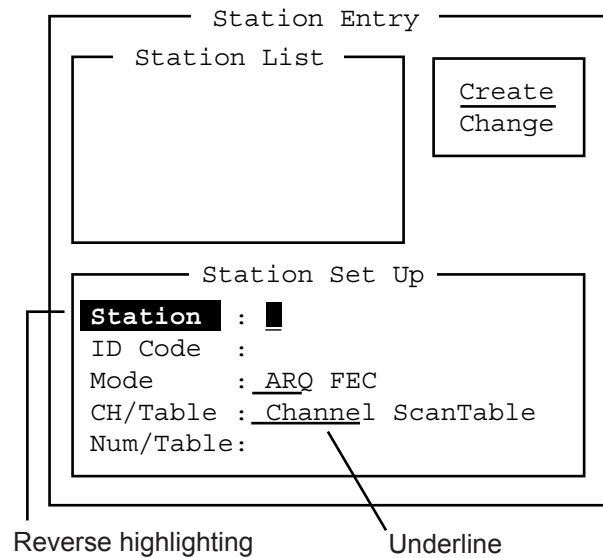 Station Entry
Station List
Create
Change
Station Set Up
Station :
ID Code :
Mode : ARQ FEC
CH/Table : Channel ScanTable
Num/Table:
Reverse highlighting
Underline